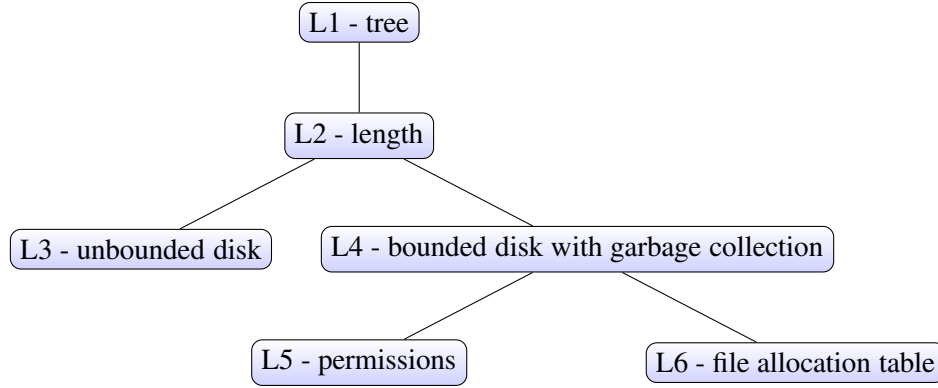 L1 - tree
L2 - length
L3 - unbounded disk
L4 - bounded disk with garbage collection
L5 - permissions
L6 - file allocation table